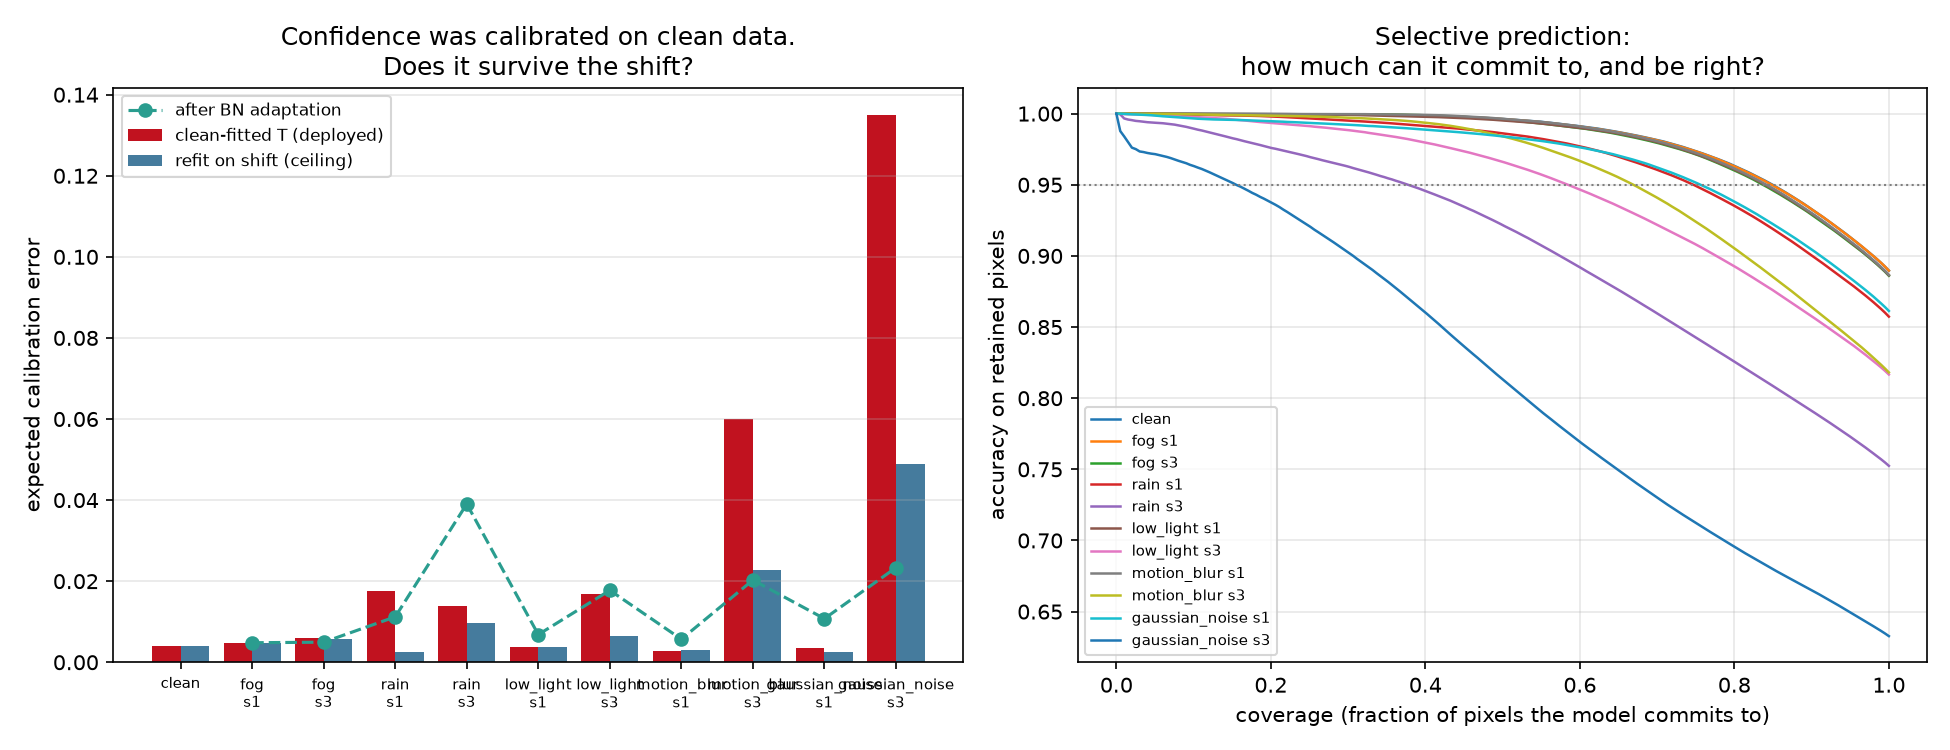 Confidence was calibrated on clean data.
Does it survive the shift?
expected calibration error
0.14
0.12
0.10
0.08
0.06
0.04
0.02
0.00
after BN adaptation
clean-fitted T (deployed)
refit on shift (ceiling)
clean
fog
s1
fog
s3
rain
s1
rain
s3
low_light
s1
low_light
s3
motion_blur
s1
motion_blur
s3
gaussian_noise
s1
gaussian_noise
s3
Selective prediction:
how much can it commit to, and be right?
accuracy on retained pixels
1.00
0.95
0.90
0.85
0.80
0.75
0.70
0.65
clean
fog s1
fog s3
rain s1
rain s3
low_light s1
low_light s3
motion_blur s1
motion_blur s3
gaussian_noise s1
gaussian_noise s3
0.0
0.2
0.4
0.6
0.8
1.0
coverage (fraction of pixels the model commits to)